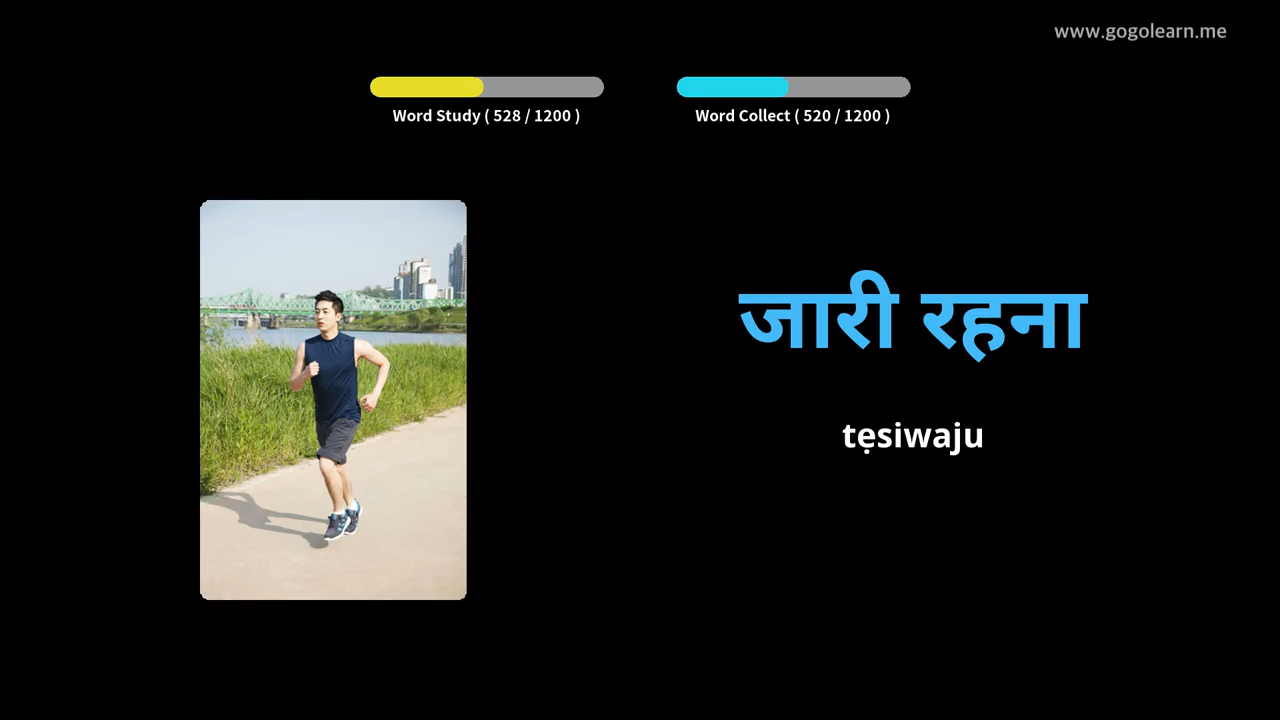 www.gogolearn.me
Word Study ( 528 / 1200 )
Word Collect ( 520 / 1200 )
जारी रहना
tẹsiwaju